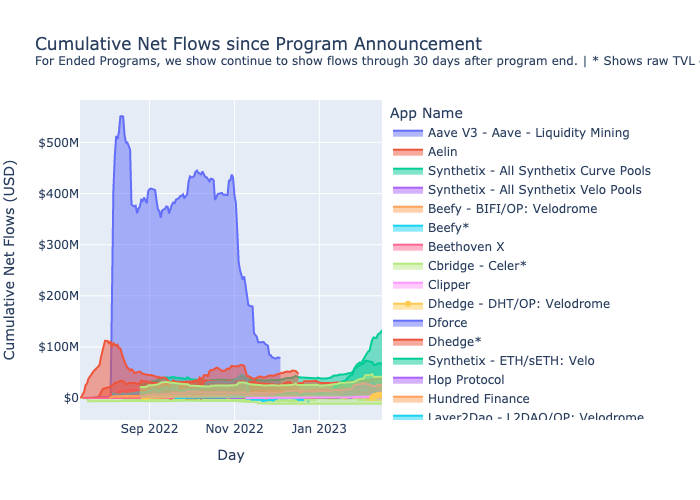 Cumulative Net Flows since Program Announcement
For Ended Programs, we show continue to show flows through 30 days after program end. | * Shows raw TVL
App Name
Aave V3 - Aave - Liquidity Mining
Aelin
Synthetix - All Synthetix Curve Pools
Synthetix - All Synthetix Velo Pools
Beefy - BIFI/OP: Velodrome
Beefy*
Beethoven X
Cbridge - Celer*
Clipper
Dhedge - DHT/OP: Velodrome
Dforce
Dhedge*
Synthetix - ETH/sETH: Velo
Hop Protocol
Hundred Finance
Layer2Dao - L2DAO/OP: Velodrome
Cumulative Net Flows (USD)
$500M
$400M
$300M
$200M
$100M
$0
Sep 2022
Nov 2022
Jan 2023
Day